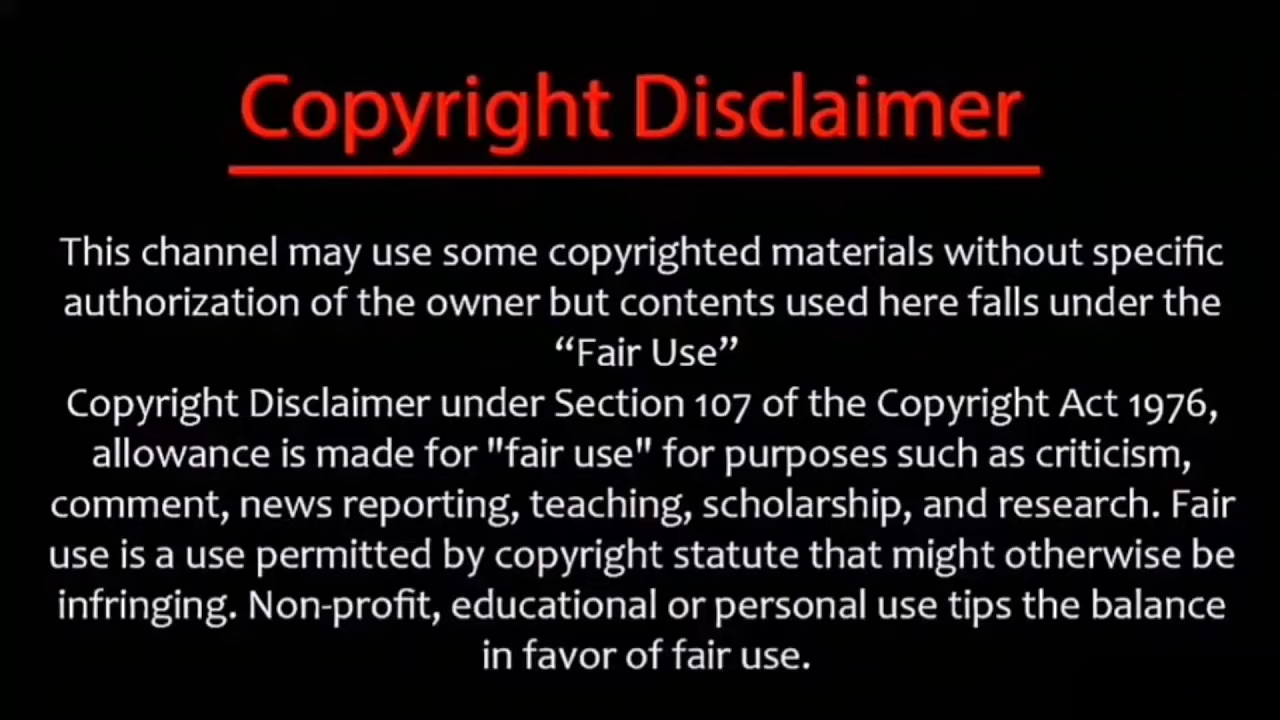 Copyright Disclaimer
This channel may use some copyrighted materials without specific
authorization of the owner but contents used here falls under the
“Fair Use”
Copyright Disclaimer under Section 107 of the Copyright Act 1976,
allowance is made for "fair use" for purposes such as criticism,
comment, news reporting, teaching, scholarship, and research. Fair
use is a use permitted by copyright statute that might otherwise be
infringing. Non-profit, educational or personal use tips the balance
in favor of fair use.